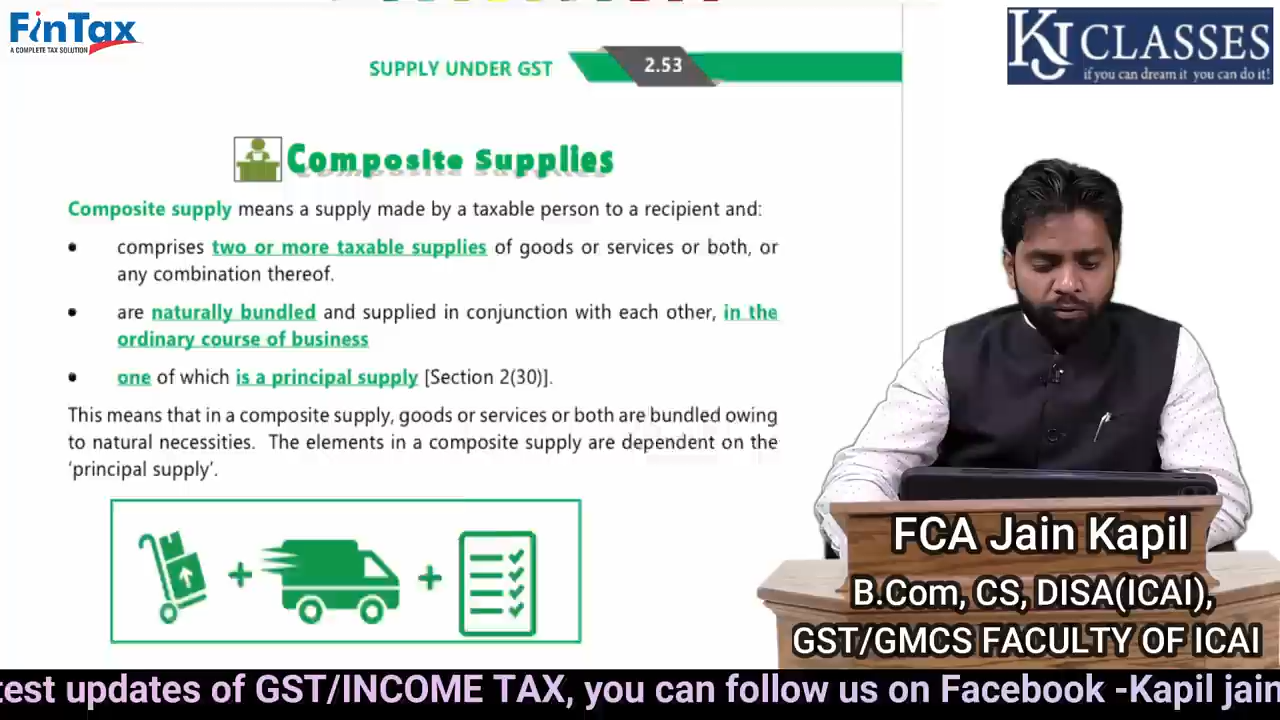 FinTax
A COMPLETE TAX SOLUTION
KJ CLASSES
if you can dream it you can do it!
SUPPLY UNDER GST
2.53
Composite Supplies
Composite supply means a supply made by a taxable person to a recipient and:
• comprises two or more taxable supplies of goods or services or both, or
any combination thereof.
• are naturally bundled and supplied in conjunction with each other, in the
ordinary course of business
• one of which is a principal supply [Section 2(30)].
This means that in a composite supply, goods or services or both are bundled owing
to natural necessities. The elements in a composite supply are dependent on the
‘principal supply’.
FCA Jain Kapil
B.Com, CS, DISA(ICAI),
GST/GMCS FACULTY OF ICAI
test updates of GST/INCOME TAX, you can follow us on Facebook -Kapil jain